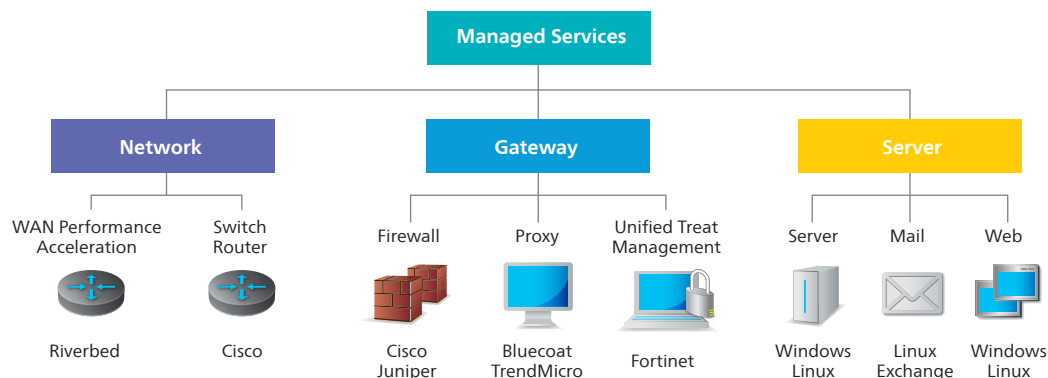 Managed Services
Network
Gateway
Server
WAN Performance
Acceleration
Switch
Router
Firewall
Proxy
Unified Treat
Management
Server
Mail
Web
Riverbed
Cisco
Cisco
Juniper
Bluecoat
TrendMicro
Fortinet
Windows
Linux
Linux
Exchange
Windows
Linux